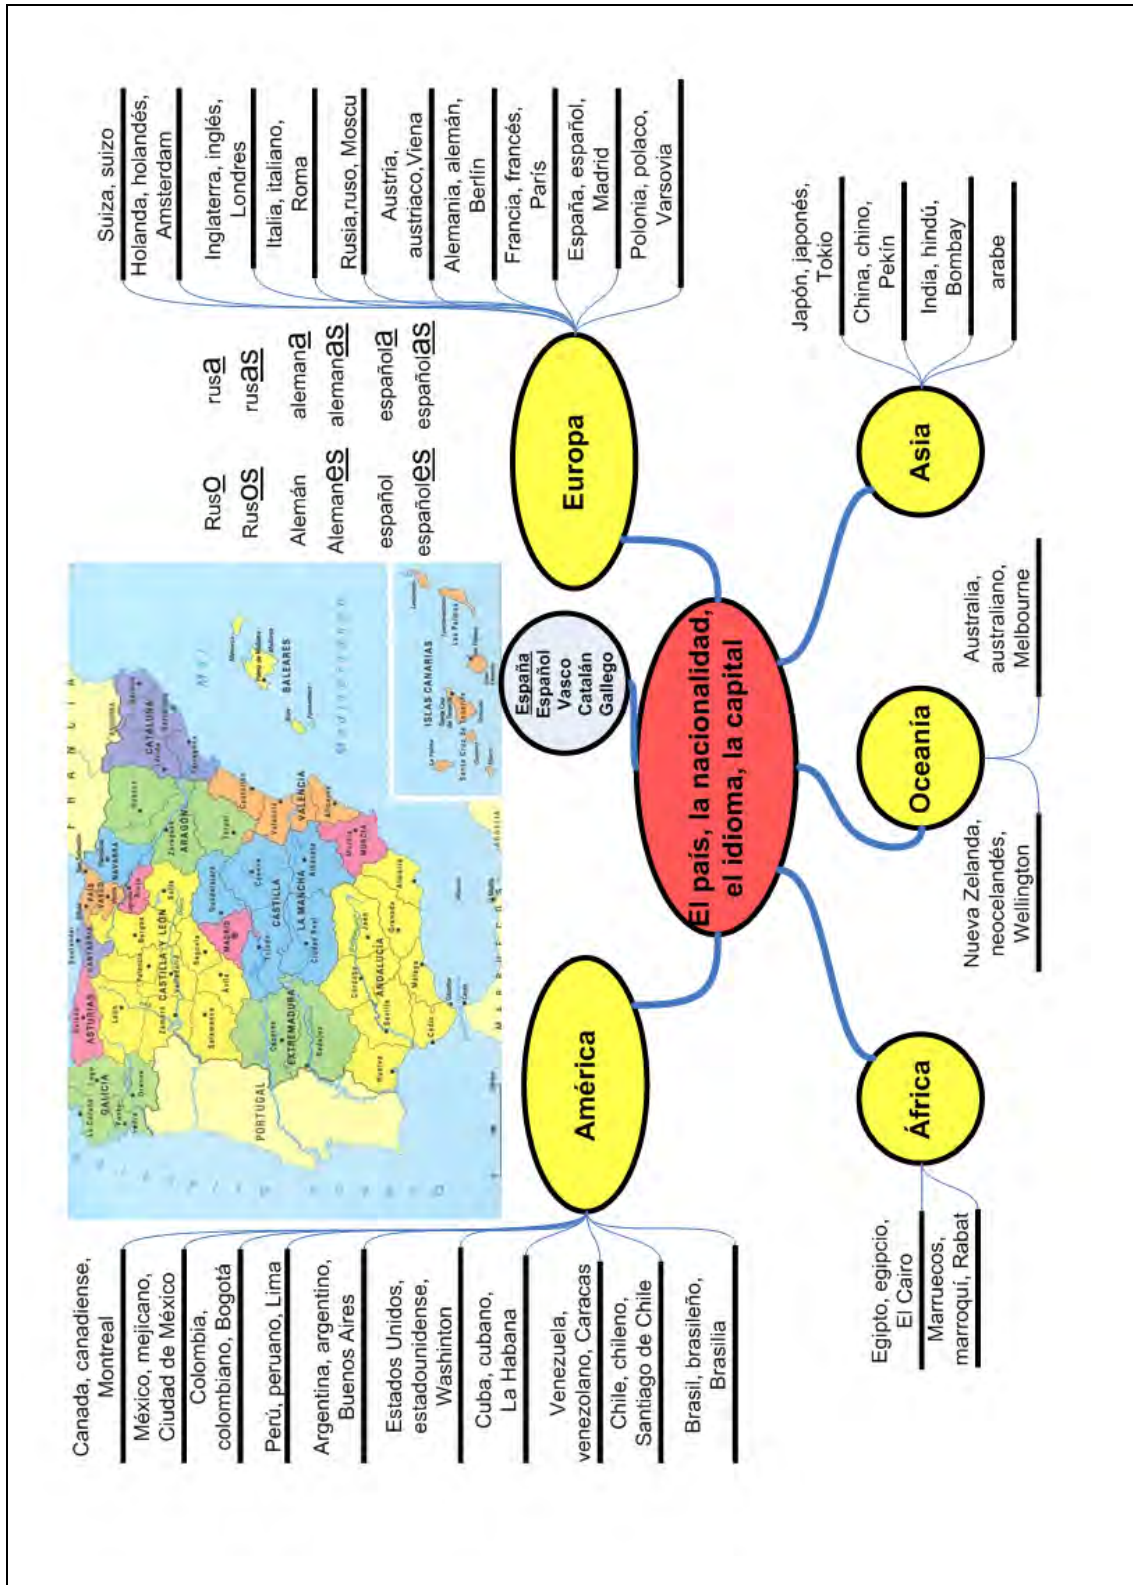 Canada, canadiense,
Montreal
México, mejicano,
Ciudad de México
Colombia,
colombiano, Bogotá
Perú, peruano, Lima
Argentina, argentino,
Buenos Aires
Estados Unidos,
estadounidense,
Washinton
Cuba, cubano,
La Habana
Venezuela,
venezolano, Caracas
Chile, chileno,
Santiago de Chile
Brasil, brasileño,
Brasilia
América
FRANCIA
PORTUGAL
MARRUECOS
GALICIA
ASTURIAS
CANTABRIA
PAÍS
VASCO
NAVARRA
CASTILLA Y LEÓN
ARAGÓN
CATALUÑA
MADRID
EXTREMADURA
CASTILLA
LA MANCHA
VALENCIA
MURCIA
ANDALUCÍA
BALEARES
ISLAS CANARIAS
Mar
Mediterráneo
Ruso rusa
Rusos rusas
Alemán alemana
Alemanes alemanas
español española
españoles españolas
Suiza, suizo
Holanda, holandés,
Amsterdam
Inglaterra, inglés,
Londres
Italia, italiano,
Roma
Rusia,ruso, Moscu
Austria,
austriaco,Viena
Alemania, alemán,
Berlín
Francia, francés,
París
España, español,
Madrid
Polonia, polaco,
Varsovia
Europa
España
Español
Vasco
Catalán
Gallego
El país, la nacionalidad,
el idioma, la capital
África
Egipto, egipcio,
El Cairo
Marruecos,
marroquí, Rabat
Oceanía
Nueva Zelanda,
neocelandés,
Wellington
Australia,
australiano,
Melbourne
Asia
Japón, japonés,
Tokio
China, chino,
Pekín
India, hindú,
Bombay
arabe